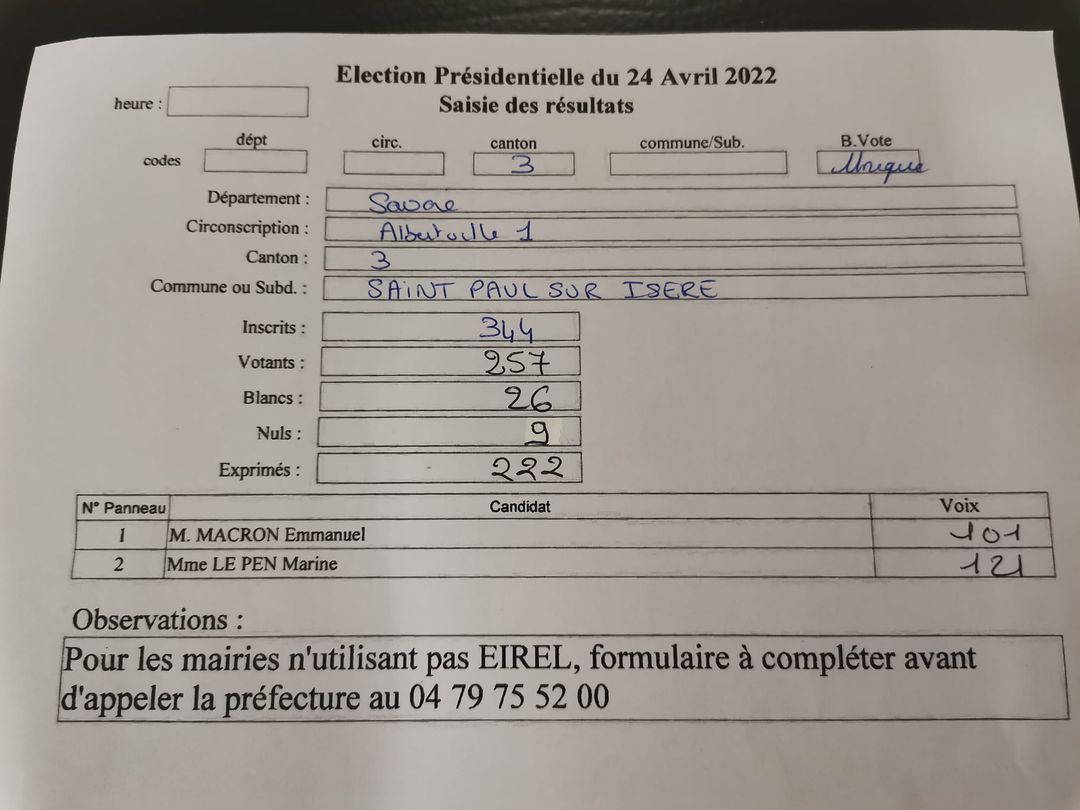 Election Présidentielle du 24 Avril 2022
heure :
Saisie des résultats
codes dépt circ. canton 3 commune/Sub. B.Vote Unique
Département : Savoie
Circonscription : Albertville 1
Canton : 3
Commune ou Subd. : SAINT PAUL SUR ISERE
Inscrits : 344
Votants : 257
Blancs : 26
Nuls : 9
Exprimés : 222
N° Panneau Candidat Voix
1 M. MACRON Emmanuel 101
2 Mme LE PEN Marine 121
Observations :
Pour les mairies n'utilisant pas EIREL, formulaire à compléter avant
d'appeler la préfecture au 04 79 75 52 00